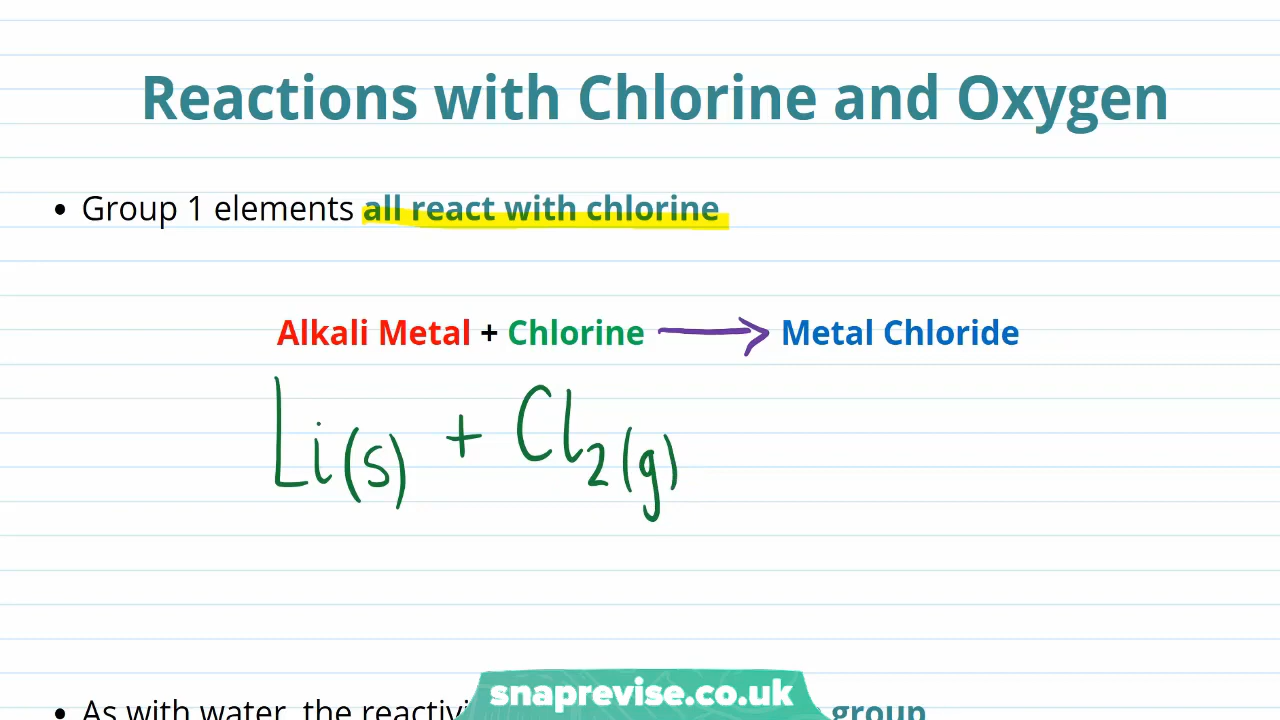 Reactions with Chlorine and Oxygen
• Group 1 elements all react with chlorine
Alkali Metal + Chlorine ⟶ Metal Chloride
Li(s) + Cl₂(g)
snaprevise.co.uk
• As with water, the group